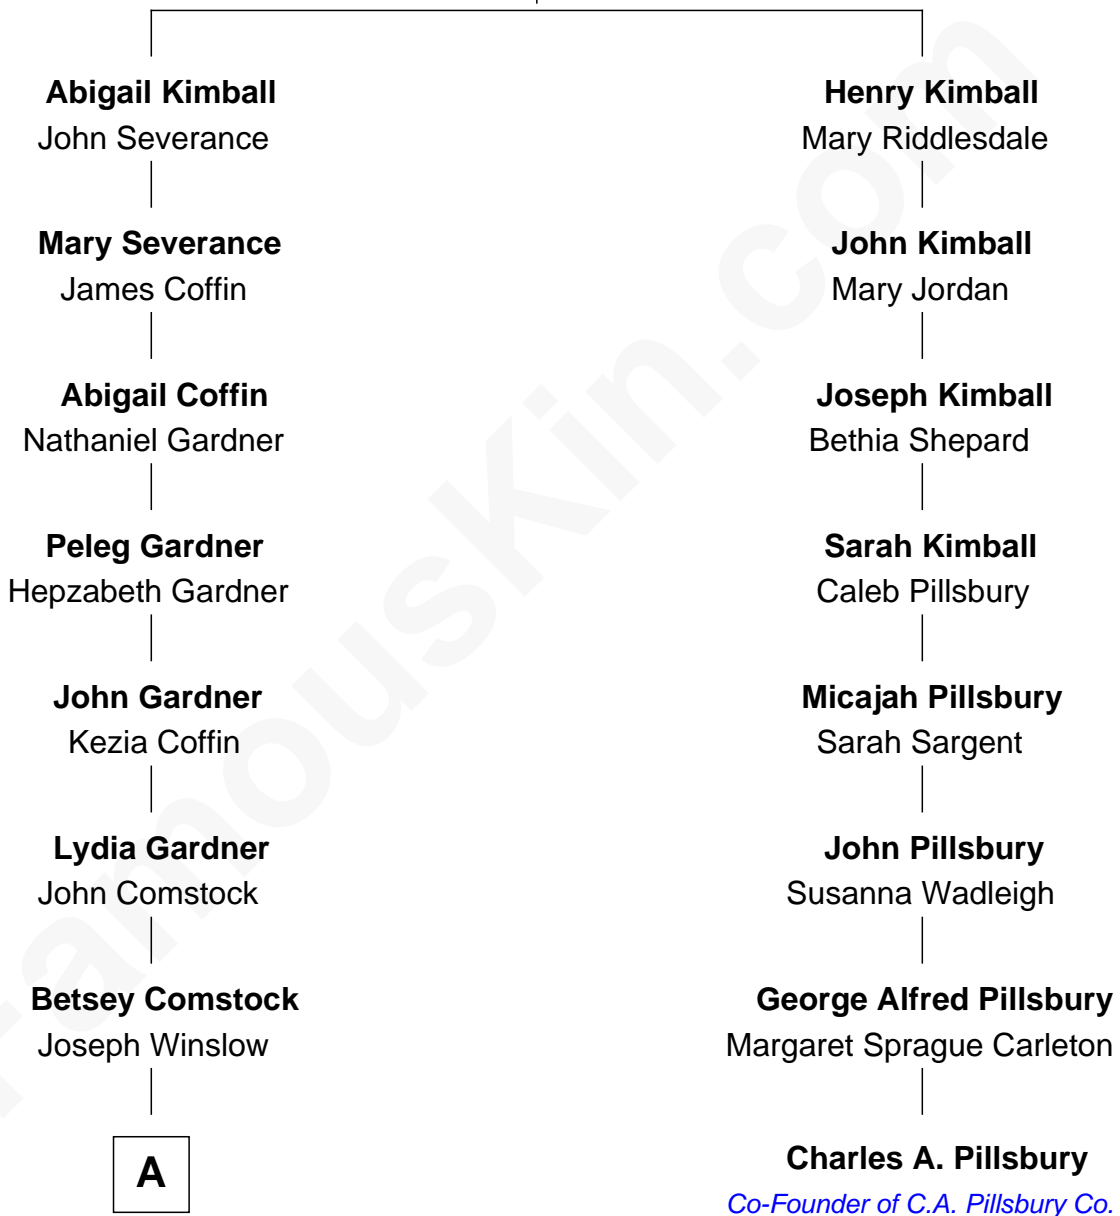 Abigail Kimball
John Severance
Henry Kimball
Mary Riddlesdale
Mary Severance
James Coffin
John Kimball
Mary Jordan
Abigail Coffin
Nathaniel Gardner
Joseph Kimball
Bethia Shepard
Peleg Gardner
Hepzabeth Gardner
Sarah Kimball
Caleb Pillsbury
John Gardner
Kezia Coffin
Micajah Pillsbury
Sarah Sargent
Lydia Gardner
John Comstock
John Pillsbury
Susanna Wadleigh
Betsey Comstock
Joseph Winslow
George Alfred Pillsbury
Margaret Sprague Carleton
A
Charles A. Pillsbury
Co-Founder of C.A. Pillsbury Co.
FamousKin.com